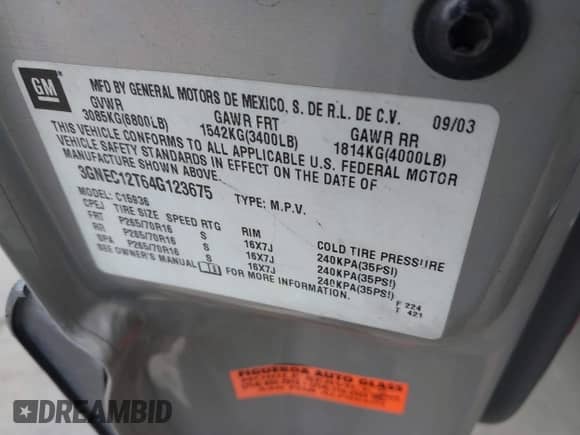 GM
MFD BY GENERAL MOTORS DE MEXICO, S. DE R.L. DE C.V. 09/03
GVWR GAWR FRT GAWR RR
3085KG(6800LB) 1542KG(3400LB) 1814KG(4000LB)
THIS VEHICLE CONFORMS TO ALL APPLICABLE U.S. FEDERAL MOTOR
VEHICLE SAFETY STANDARDS IN EFFECT ON THE DATE OF
MANUFACTURE SHOWN ABOVE.
3GNEC12T64G123675 TYPE: M.P.V.
MODEL: C15936
CPEJ TIRE SIZE SPEED RTG RIM COLD TIRE PRESSURE
FRT P265/70R16 S 16X7J 240KPA(35PSI)
RR P265/70R16 S 16X7J 240KPA(35PSI)
SPA P265/70R16 S 16X7J 240KPA(35PSI)
SEE OWNER'S MANUAL FOR MORE INFORMATION.
F 224
T 421
FIGUEROA AUTO GLASS
MOBILE SERVICE
DREAMBID